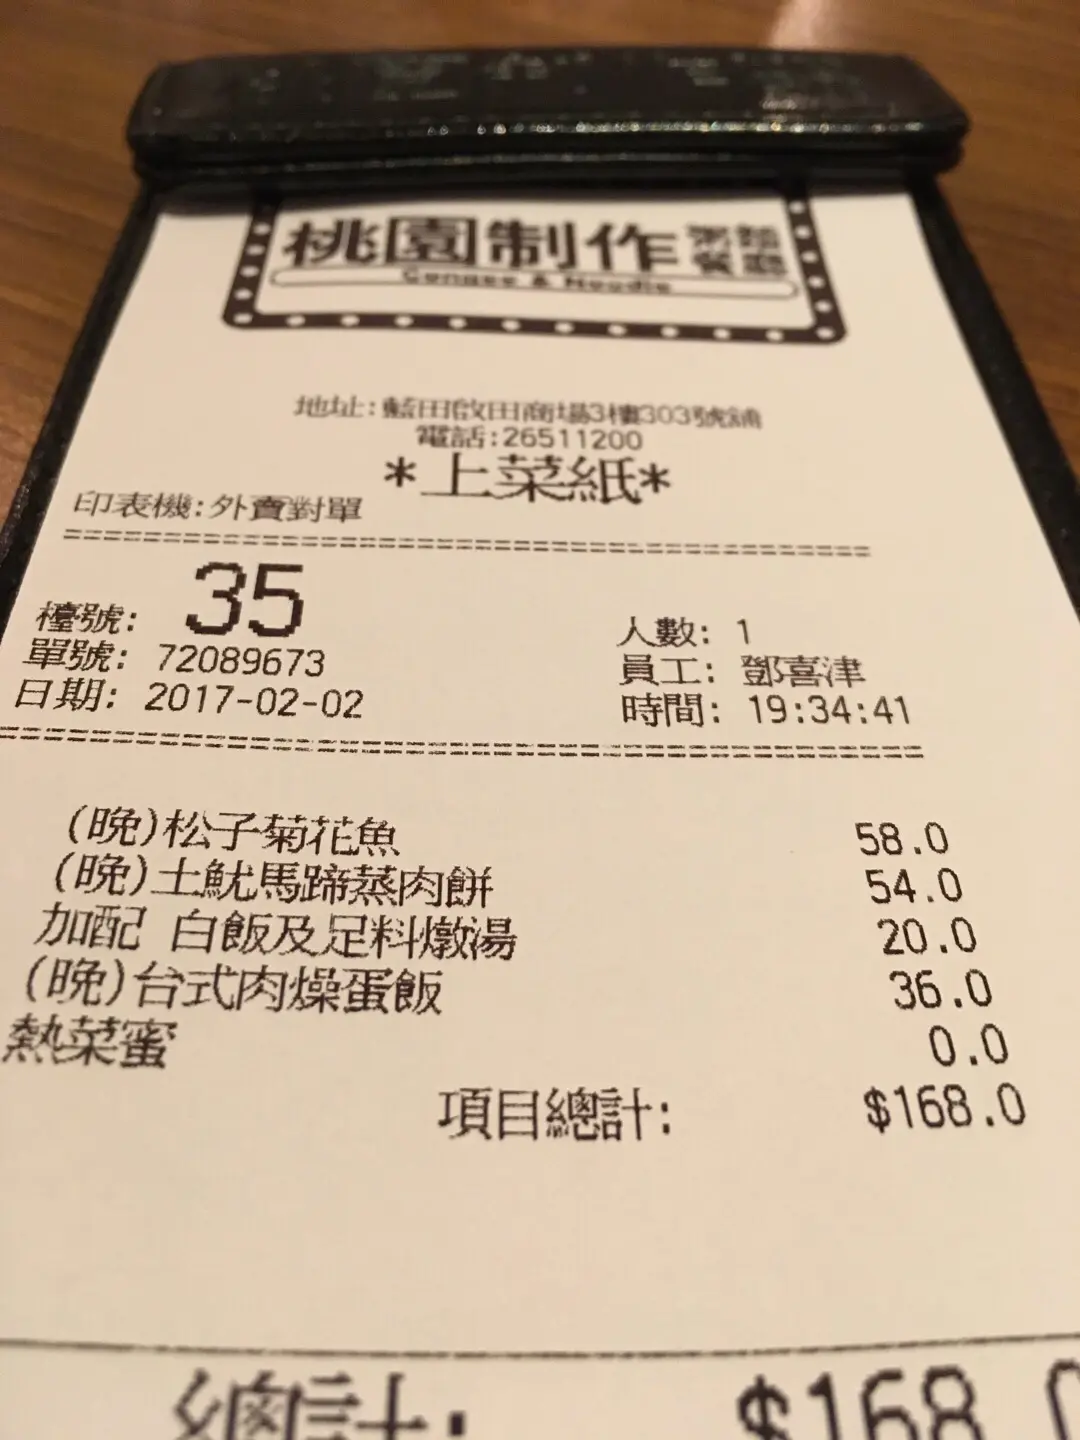 桃園制作 粥麵餐廳
Congee & Noodle
地址:藍田啟田商場3樓303號舖
電話:26511200
*上菜紙*
印表機:外賣對單
檯號: 35 人數: 1
單號: 72089673 員工: 鄧喜津
日期: 2017-02-02 時間: 19:34:41
(晚)松子菊花魚 58.0
(晚)土魷馬蹄蒸肉餅 54.0
加配 白飯及足料燉湯 20.0
(晚)台式肉燥蛋飯 36.0
熱菜蜜 0.0
項目總計: $168.0
總計: $168.0